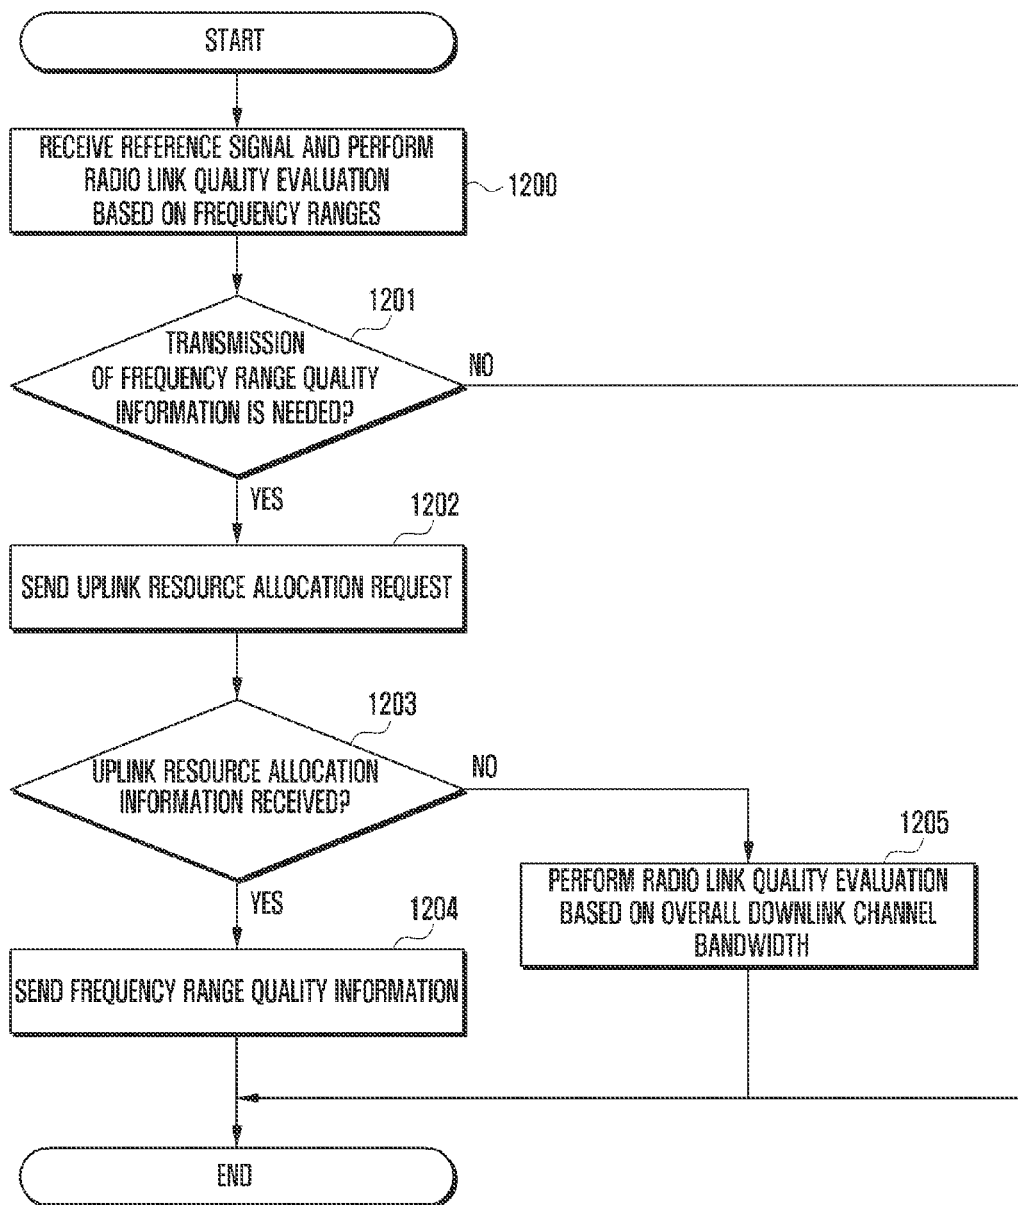 START
RECEIVE REFERENCE SIGNAL AND PERFORM
RADIO LINK QUALITY EVALUATION
BASED ON FREQUENCY RANGES
1200
1201
TRANSMISSION
OF FREQUENCY RANGE QUALITY
INFORMATION IS NEEDED?
NO
YES
1202
SEND UPLINK RESOURCE ALLOCATION REQUEST
1203
UPLINK RESOURCE ALLOCATION
INFORMATION RECEIVED?
NO
YES
1205
PERFORM RADIO LINK QUALITY EVALUATION
BASED ON OVERALL DOWNLINK CHANNEL
BANDWIDTH
1204
SEND FREQUENCY RANGE QUALITY INFORMATION
END